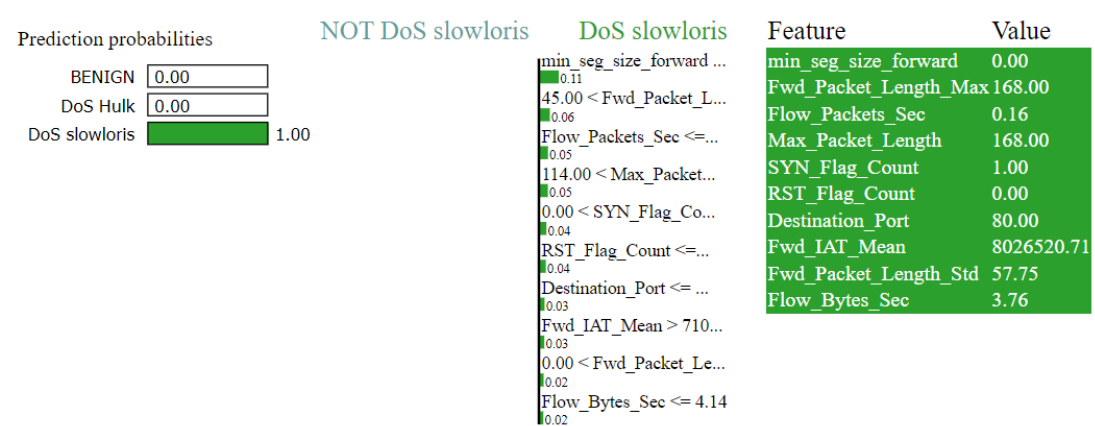 Prediction probabilities
BENIGN 0.00
DoS Hulk 0.00
DoS slowloris 1.00
NOT DoS slowloris DoS slowloris
min_seg_size_forward ...
0.11
45.00 < Fwd_Packet_L...
0.06
Flow_Packets_Sec <=...
0.05
114.00 < Max_Packet...
0.05
0.00 < SYN_Flag_Co...
0.04
RST_Flag_Count <=...
0.04
Destination_Port <= ...
0.03
Fwd_IAT_Mean > 710...
0.03
0.00 < Fwd_Packet_Le...
0.02
Flow_Bytes_Sec <= 4.14
0.02
Feature Value
min_seg_size_forward 0.00
Fwd_Packet_Length_Max 168.00
Flow_Packets_Sec 0.16
Max_Packet_Length 168.00
SYN_Flag_Count 1.00
RST_Flag_Count 0.00
Destination_Port 80.00
Fwd_IAT_Mean 8026520.71
Fwd_Packet_Length_Std 57.75
Flow_Bytes_Sec 3.76